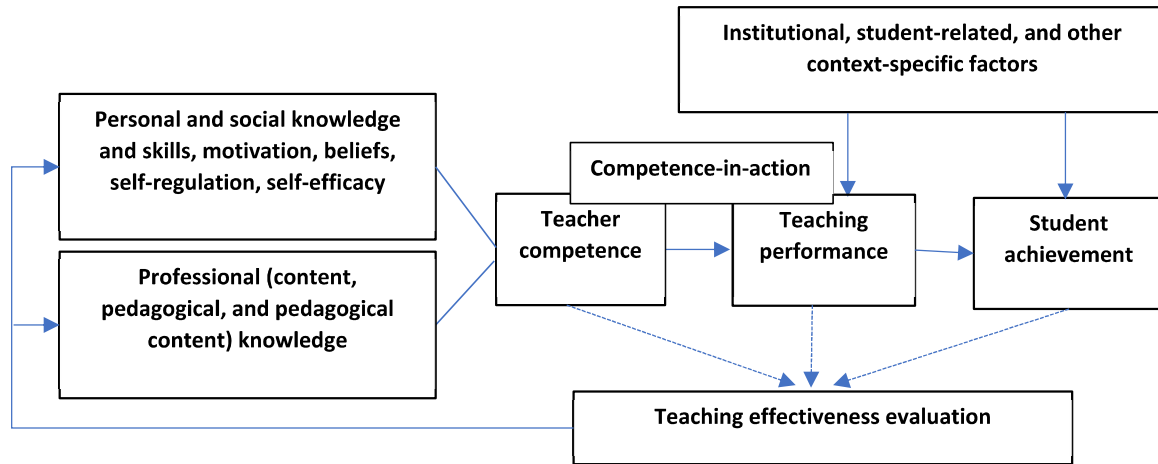 Institutional, student-related, and other
context-specific factors
Personal and social knowledge
and skills, motivation, beliefs,
self-regulation, self-efficacy
Competence-in-action
Teacher
competence
Teaching
performance
Student
achievement
Professional (content,
pedagogical, and pedagogical
content) knowledge
Teaching effectiveness evaluation